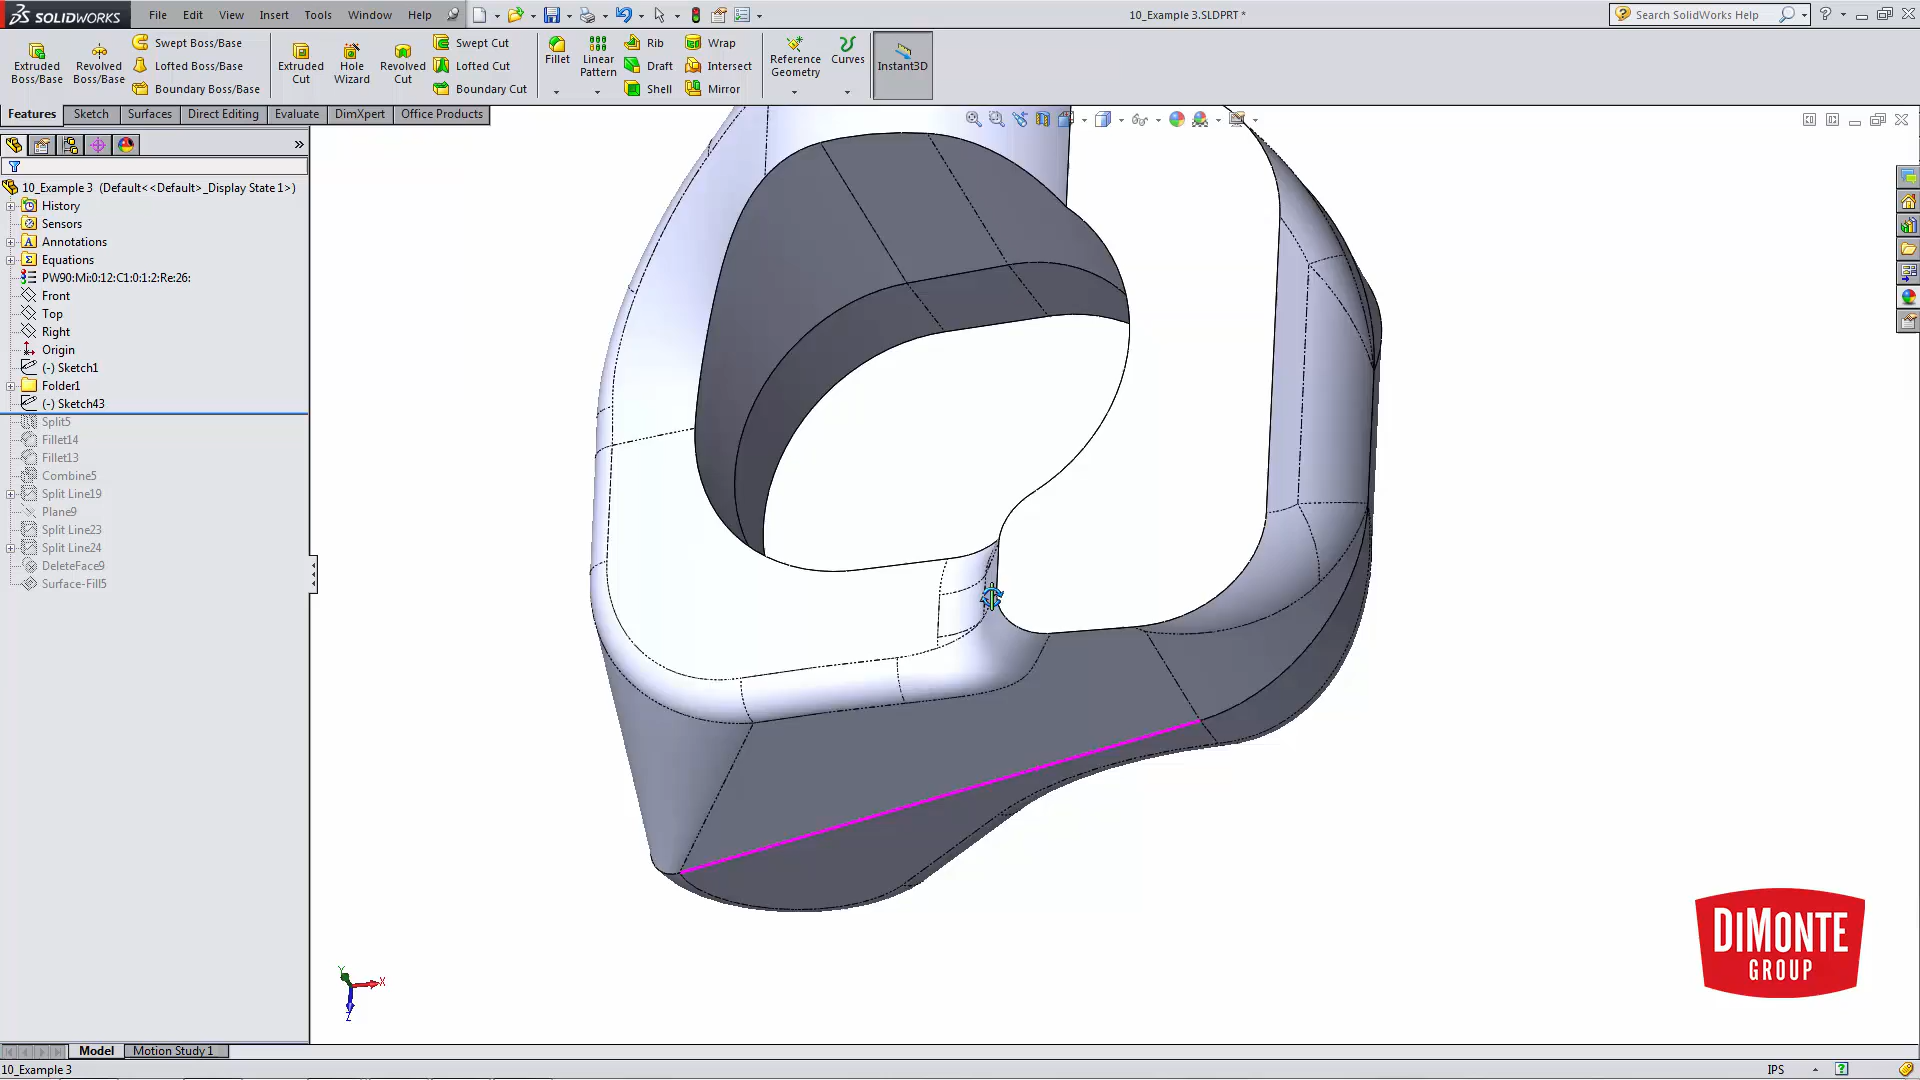 SOLIDWORKS File Edit View Insert Tools Window Help 10_Example 3.SLDPRT * Search SolidWorks Help
Extruded Boss/Base
Revolved Boss/Base
Swept Boss/Base
Lofted Boss/Base
Boundary Boss/Base
Extruded Cut
Hole Wizard
Revolved Cut
Swept Cut
Lofted Cut
Boundary Cut
Fillet
Linear Pattern
Rib
Draft
Shell
Wrap
Intersect
Mirror
Reference Geometry
Curves
Instant3D
Features Sketch Surfaces Direct Editing Evaluate DimXpert Office Products
10_Example 3 (Default<<Default>_Display State 1>)
History
Sensors
Annotations
Equations
PW90:Mi:0:12:C1:0:1:2:Re:26:
Front
Top
Right
Origin
(-) Sketch1
Folder1
(-) Sketch43
Split5
Fillet14
Fillet13
Combine5
Split Line19
Plane9
Split Line23
Split Line24
DeleteFace9
Surface-Fill5
Y
X
Z
DiMONTE
GROUP
Model Motion Study 1
10_Example 3 IPS